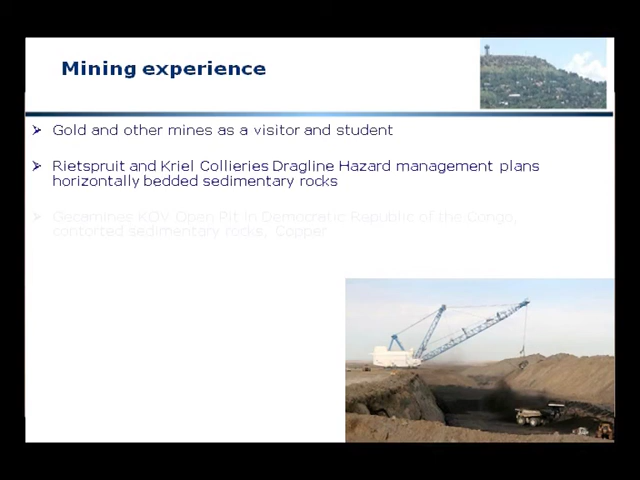 Mining experience
Gold and other mines as a visitor and student
Rietspruit and Kriel Collieries Dragline Hazard management plans
horizontally bedded sedimentary rocks
Gecamines KOV Open Pit in Democratic Republic of the Congo,
contorted sedimentary rocks, Copper